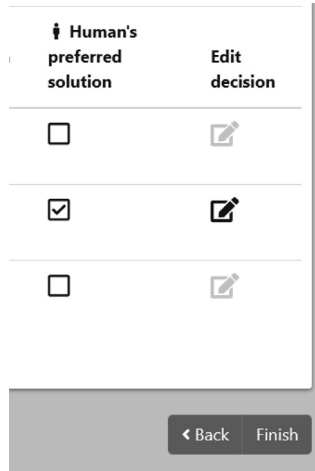 Human's
preferred
solution
Edit
decision
Back
Finish